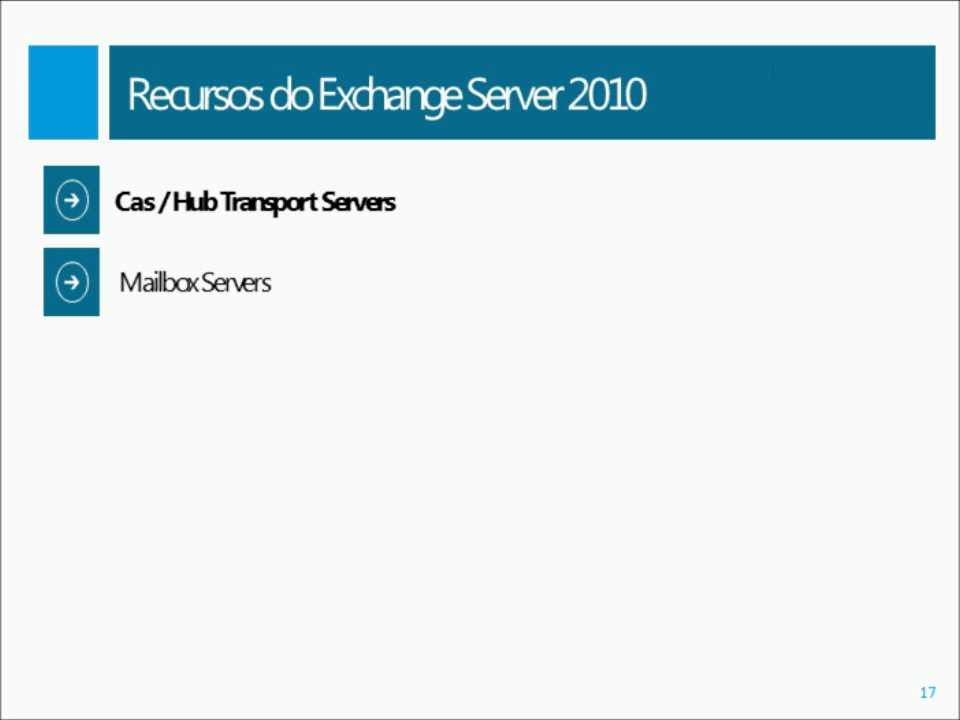 Recursos do Exchange Server 2010
Cas / Hub Transport Servers
Mailbox Servers
17